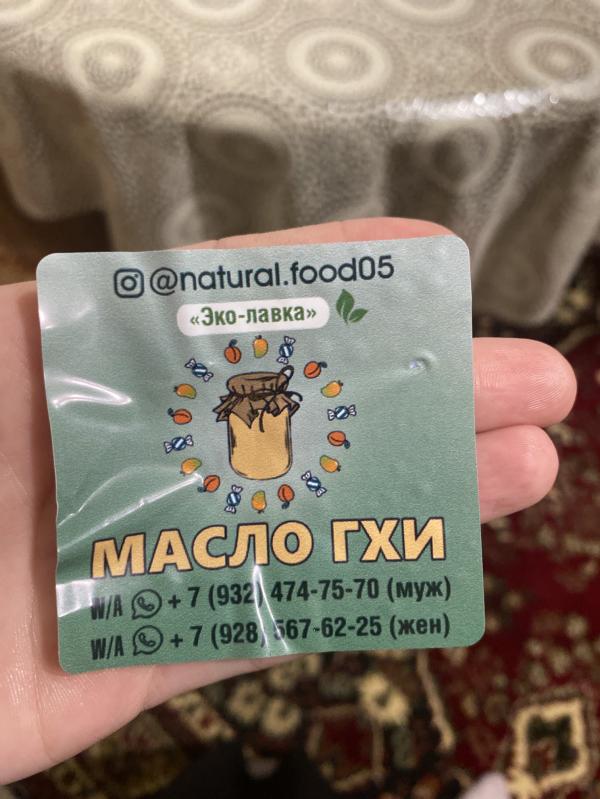 @natural.food05
«Эко-лавка»
МАСЛО ГХИ
W/A + 7 (932) 474-75-70 (муж)
W/A + 7 (928) 567-62-25 (жен)